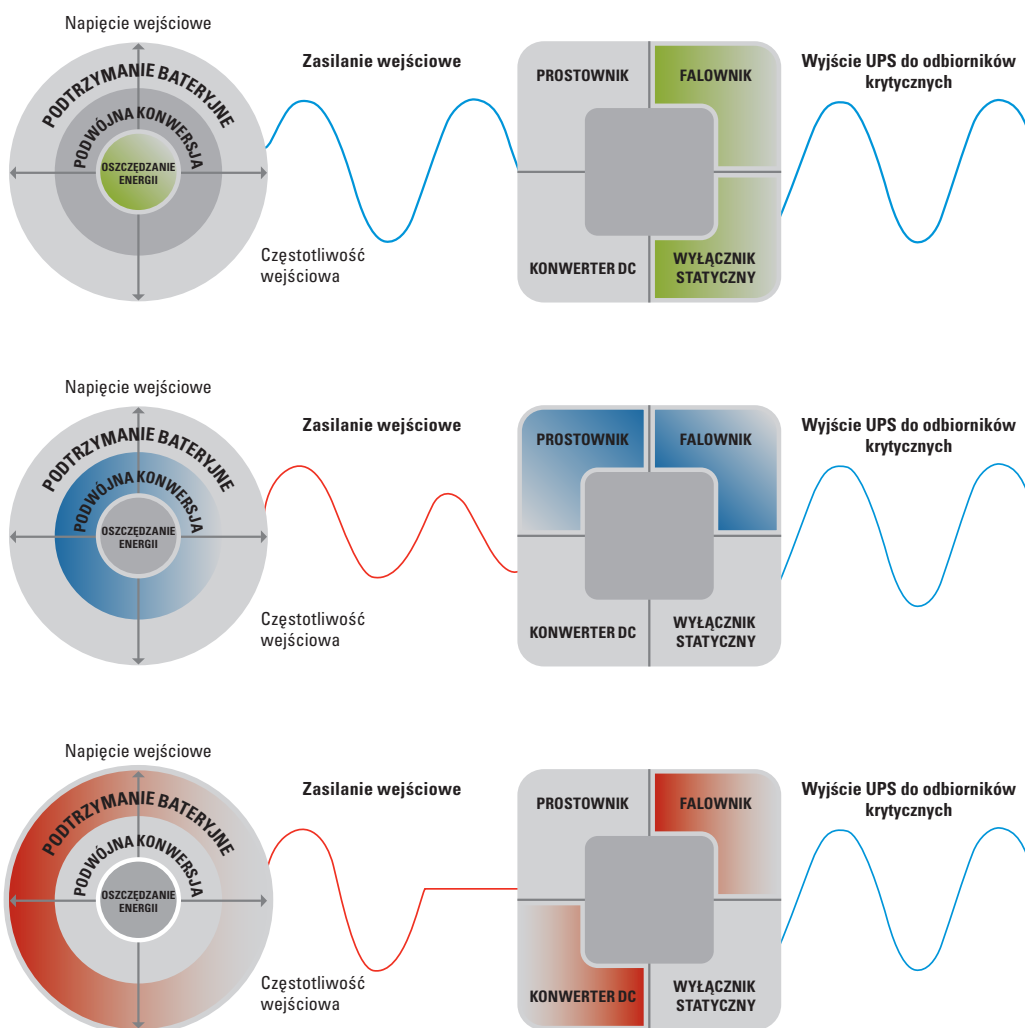 Napięcie wejściowe
PODTRZYMANIE BATERYJNE
PODWÓJNA KONWERSJA
OSZCZĘDZANIE
ENERGII
Częstotliwość
wejściowa
Zasilanie wejściowe
PROSTOWNIK
FALOWNIK
KONWERTER DC
WYŁĄCZNIK
STATYCZNY
Wyjście UPS do odbiorników
krytycznych
Napięcie wejściowe
PODTRZYMANIE BATERYJNE
PODWÓJNA KONWERSJA
OSZCZĘDZANIE
ENERGII
Częstotliwość
wejściowa
Zasilanie wejściowe
PROSTOWNIK
FALOWNIK
KONWERTER DC
WYŁĄCZNIK
STATYCZNY
Wyjście UPS do odbiorników
krytycznych
Napięcie wejściowe
PODTRZYMANIE BATERYJNE
PODWÓJNA KONWERSJA
OSZCZĘDZANIE
ENERGII
Częstotliwość
wejściowa
Zasilanie wejściowe
PROSTOWNIK
FALOWNIK
KONWERTER DC
WYŁĄCZNIK
STATYCZNY
Wyjście UPS do odbiorników
krytycznych